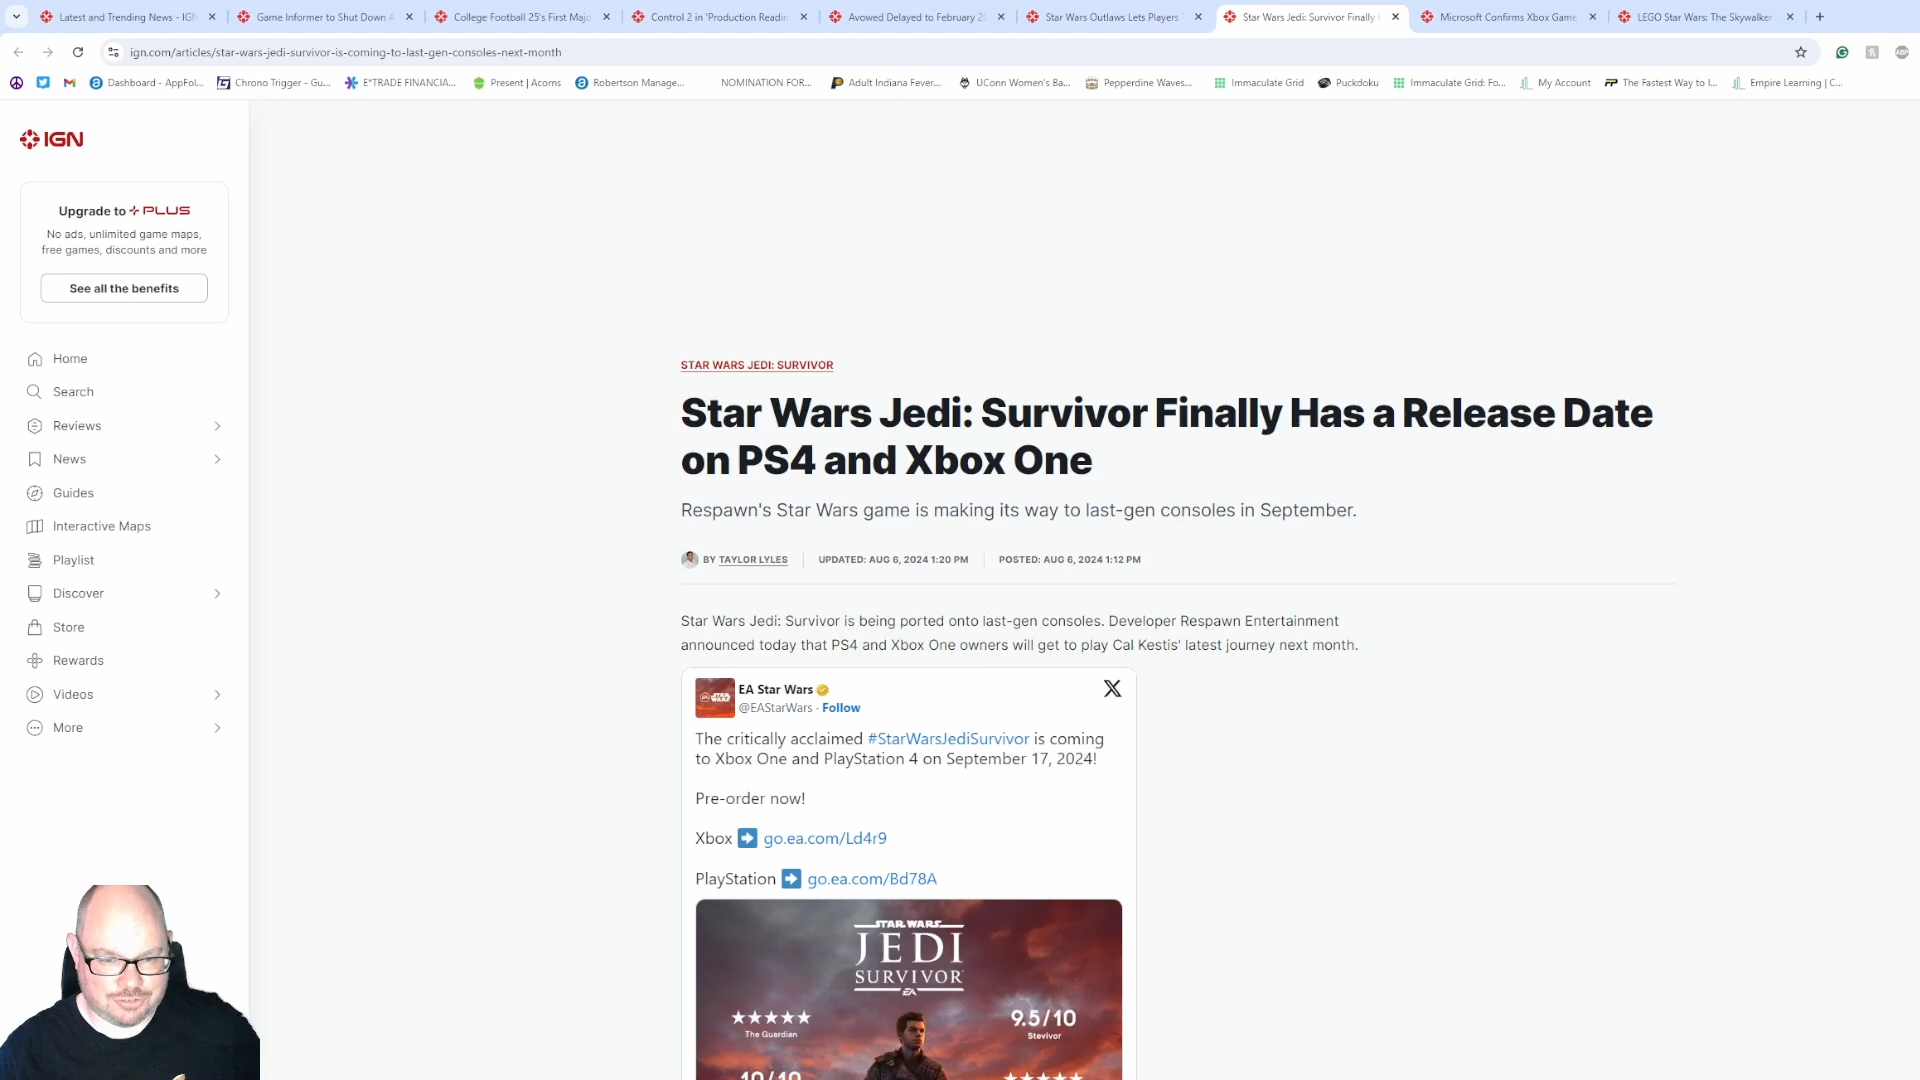 Latest and Trending News - IGN
Game Informer to Shut Down A
College Football 25's First Majo
Control 2 in 'Production Readin
Avowed Delayed to February 20
Star Wars Outlaws Lets Players
Star Wars Jedi: Survivor Finally
Microsoft Confirms Xbox Game
LEGO Star Wars: The Skywalker
ign.com/articles/star-wars-jedi-survivor-is-coming-to-last-gen-consoles-next-month
Dashboard - AppFol...
Chrono Trigger - Gu...
E*TRADE FINANCIA...
Present | Acorns
Robertson Manage...
NOMINATION FOR...
Adult Indiana Fever...
UConn Women's Ba...
Pepperdine Waves...
Immaculate Grid
Puckdoku
Immaculate Grid: Fo...
My Account
The Fastest Way to I...
Empire Learning | C...
IGN
Upgrade to PLUS
No ads, unlimited game maps,
free games, discounts and more
See all the benefits
Home
Search
Reviews
News
Guides
Interactive Maps
Playlist
Discover
Store
Rewards
Videos
More
STAR WARS JEDI: SURVIVOR
Star Wars Jedi: Survivor Finally Has a Release Date
on PS4 and Xbox One
Respawn's Star Wars game is making its way to last-gen consoles in September.
BY TAYLOR LYLES
UPDATED: AUG 6, 2024 1:20 PM
POSTED: AUG 6, 2024 1:12 PM
Star Wars Jedi: Survivor is being ported onto last-gen consoles. Developer Respawn Entertainment
announced today that PS4 and Xbox One owners will get to play Cal Kestis' latest journey next month.
EA Star Wars
@EAStarWars · Follow
The critically acclaimed #StarWarsJediSurvivor is coming
to Xbox One and PlayStation 4 on September 17, 2024!
Pre-order now!
Xbox ➡️ go.ea.com/Ld4r9
PlayStation ➡️ go.ea.com/Bd78A
STAR WARS
JEDI
SURVIVOR
EA
★★★★★
The Guardian
9.5/10
Stevivor
10/10
★★★★★